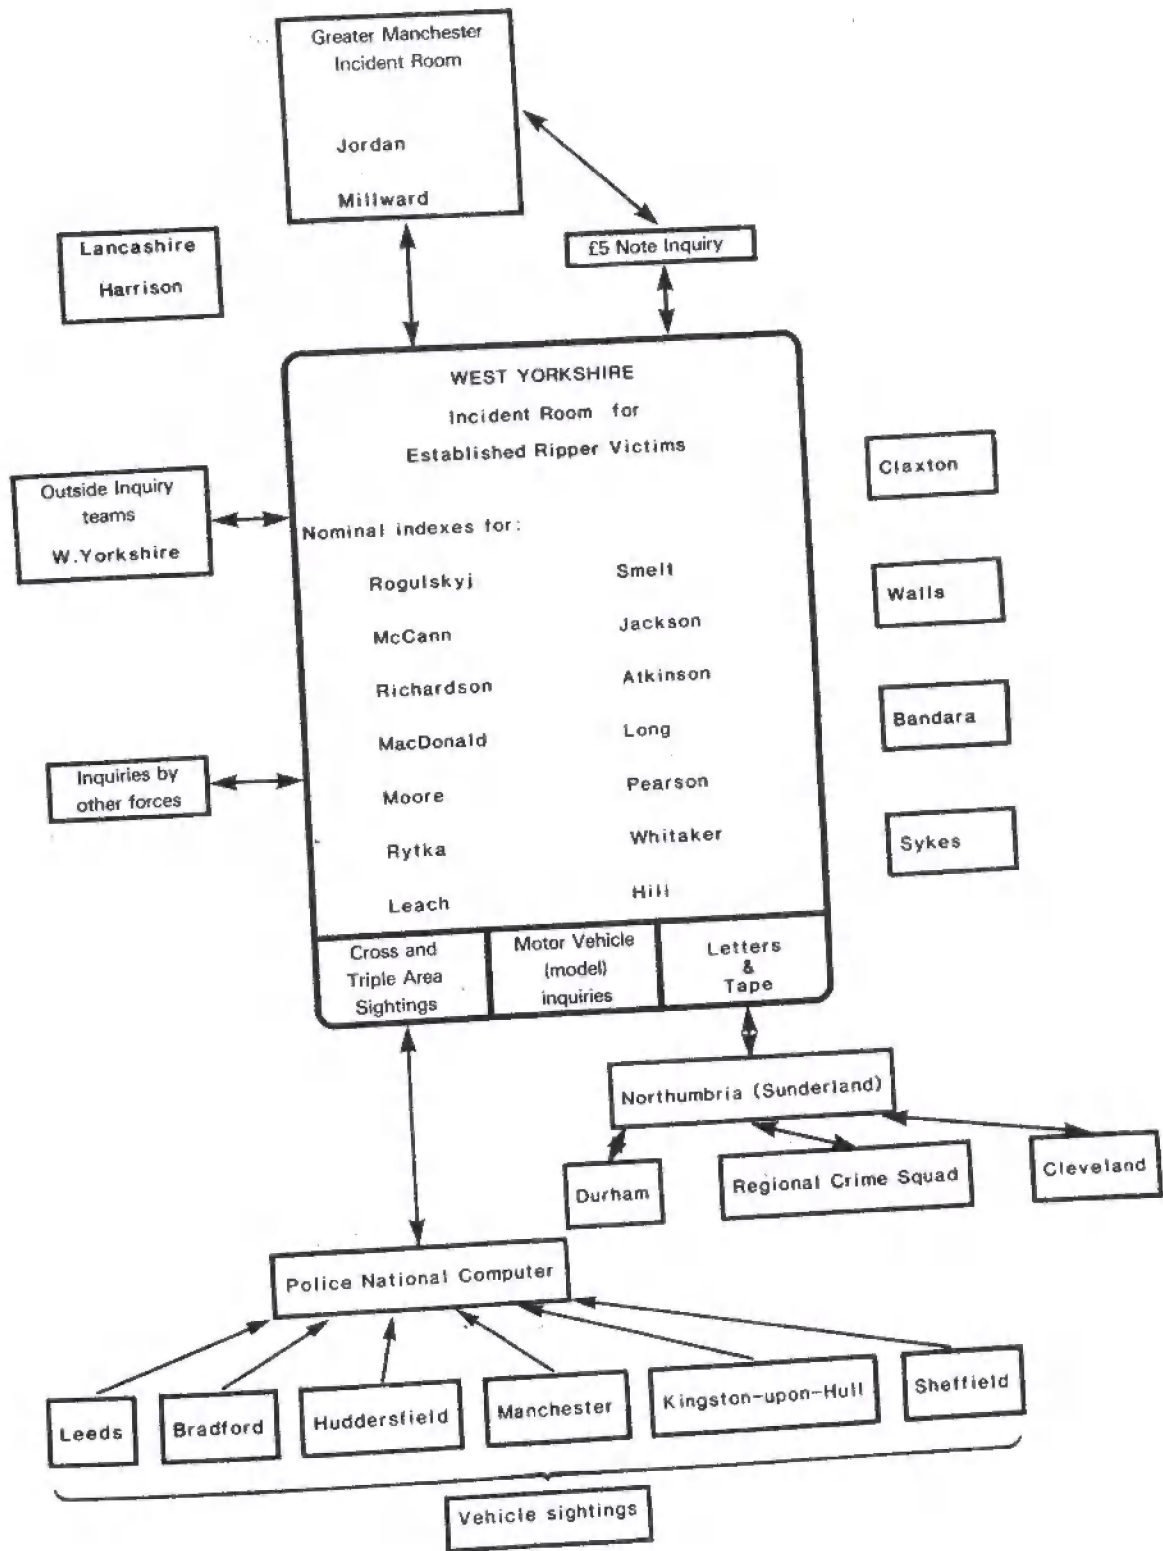 Greater Manchester
Incident Room
Jordan
Millward
Lancashire
Harrison
£5 Note Inquiry
WEST YORKSHIRE
Incident Room for
Established Ripper Victims
Nominal indexes for:
Rogulskyj
Smelt
McCann
Jackson
Richardson
Atkinson
MacDonald
Long
Moore
Pearson
Rytka
Whitaker
Leach
Hill
Outside Inquiry
teams
W.Yorkshire
Inquiries by
other forces
Claxton
Walls
Bandara
Sykes
Cross and
Triple Area
Sightings
Motor Vehicle
(model)
inquiries
Letters
&
Tape
Northumbria (Sunderland)
Durham
Regional Crime Squad
Cleveland
Police National Computer
Leeds
Bradford
Huddersfield
Manchester
Kingston-upon-Hull
Sheffield
Vehicle sightings